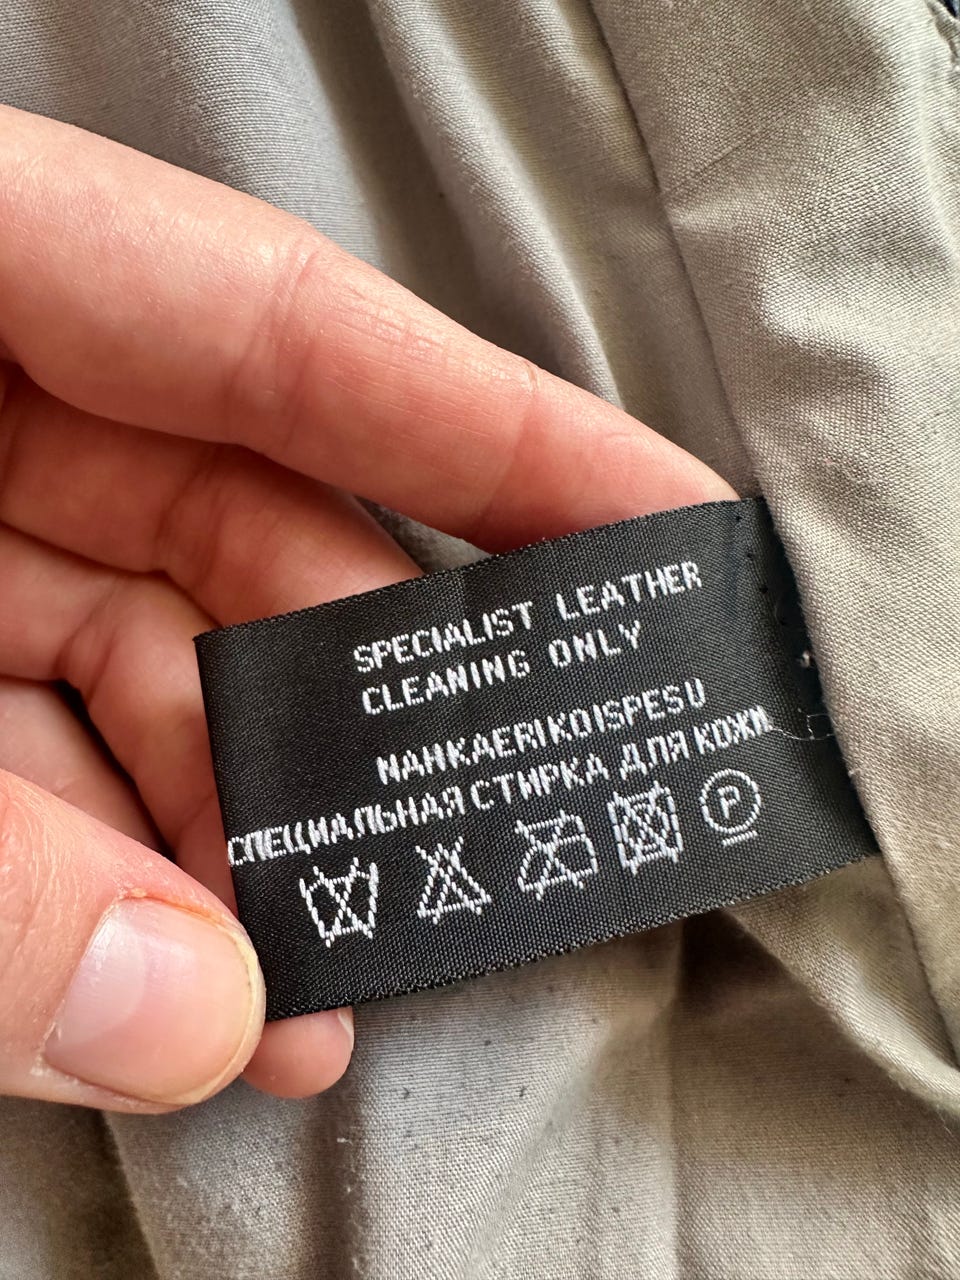 SPECIALIST LEATHER
CLEANING ONLY
NAHKAERIKOISPESU
СПЕЦИАЛЬНАЯ СТИРКА ДЛЯ КОЖИ
P